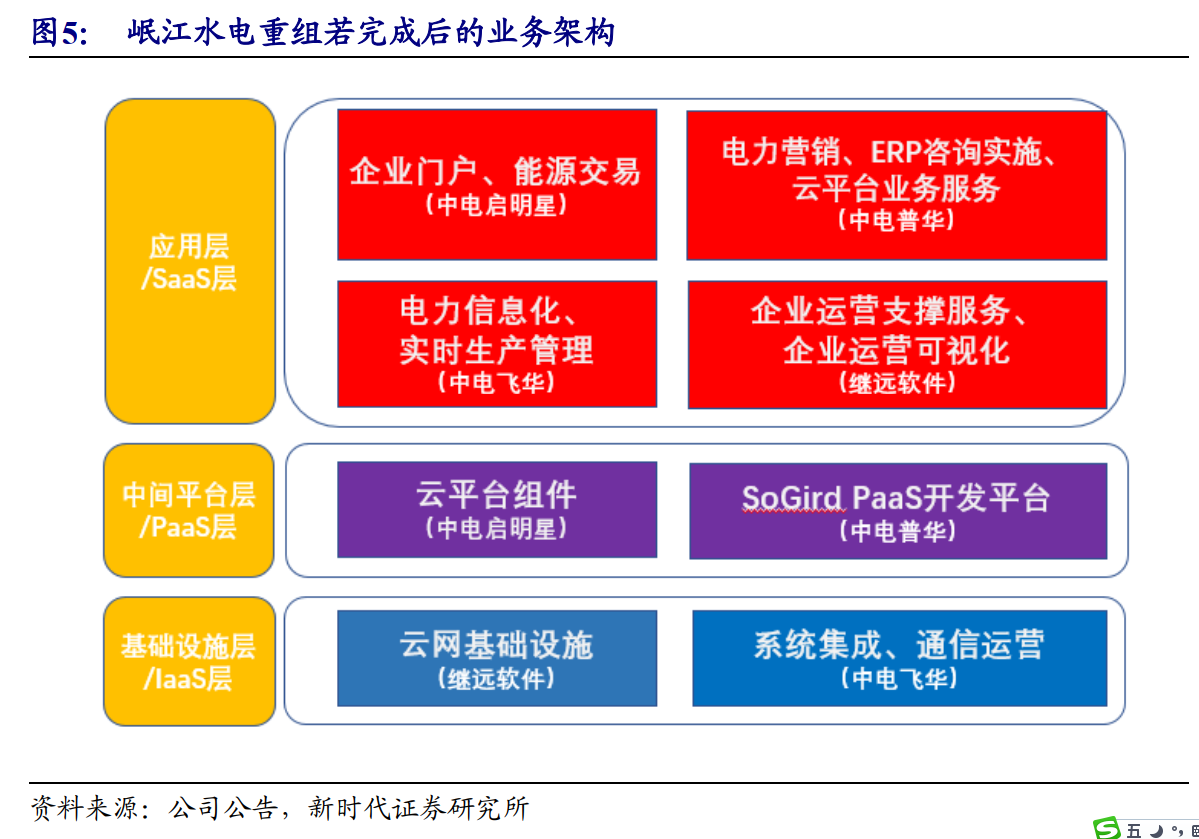 图5： 岷江水电重组若完成后的业务架构
应用层
/SaaS层
企业门户、能源交易
（中电启明星）
电力营销、ERP咨询实施、
云平台业务服务
（中电普华）
电力信息化、
实时生产管理
（中电飞华）
企业运营支撑服务、
企业运营可视化
（继远软件）
中间平台层
/PaaS层
云平台组件
（中电启明星）
SoGird PaaS开发平台
（中电普华）
基础设施层
/IaaS层
云网基础设施
（继远软件）
系统集成、通信运营
（中电飞华）
资料来源：公司公告，新时代证券研究所
S 五